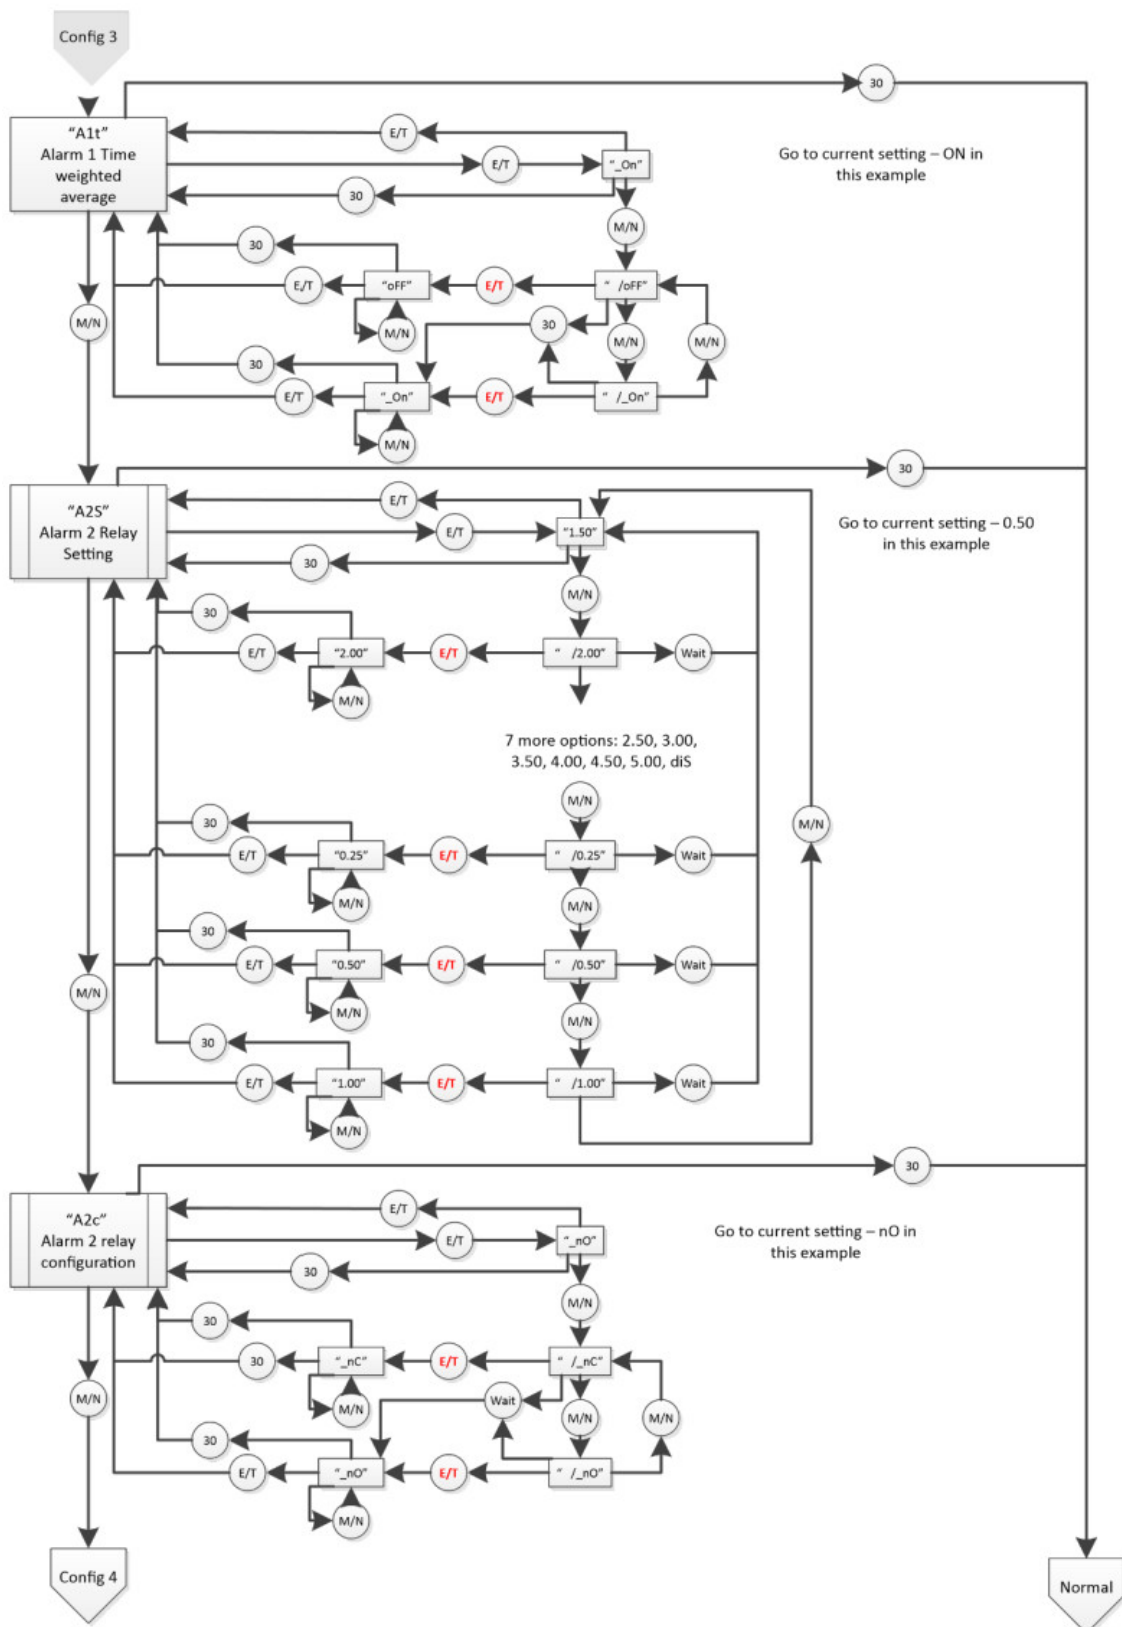 Config 3
30
"A1t"
Alarm 1 Time
weighted
average
E/T
E/T
"_On"
30
Go to current setting – ON in
this example
M/N
30
E/T
"oFF"
E/T
" /oFF"
M/N
M/N
30
M/N
M/N
30
E/T
"_On"
E/T
" /_On"
M/N
30
"A2S"
Alarm 2 Relay
Setting
E/T
E/T
"1.50"
30
Go to current setting – 0.50
in this example
M/N
30
E/T
"2.00"
E/T
" /2.00"
Wait
M/N
7 more options: 2.50, 3.00,
3.50, 4.00, 4.50, 5.00, diS
M/N
30
M/N
E/T
"0.25"
E/T
" /0.25"
Wait
M/N
M/N
30
E/T
"0.50"
E/T
" /0.50"
Wait
M/N
M/N
M/N
30
E/T
"1.00"
E/T
" /1.00"
Wait
M/N
30
"A2c"
Alarm 2 relay
configuration
E/T
E/T
"_nO"
30
Go to current setting – nO in
this example
M/N
30
30
"_nC"
E/T
" /_nC"
M/N
M/N
Wait
M/N
M/N
30
E/T
"_nO"
E/T
" /_nO"
M/N
Config 4
Normal